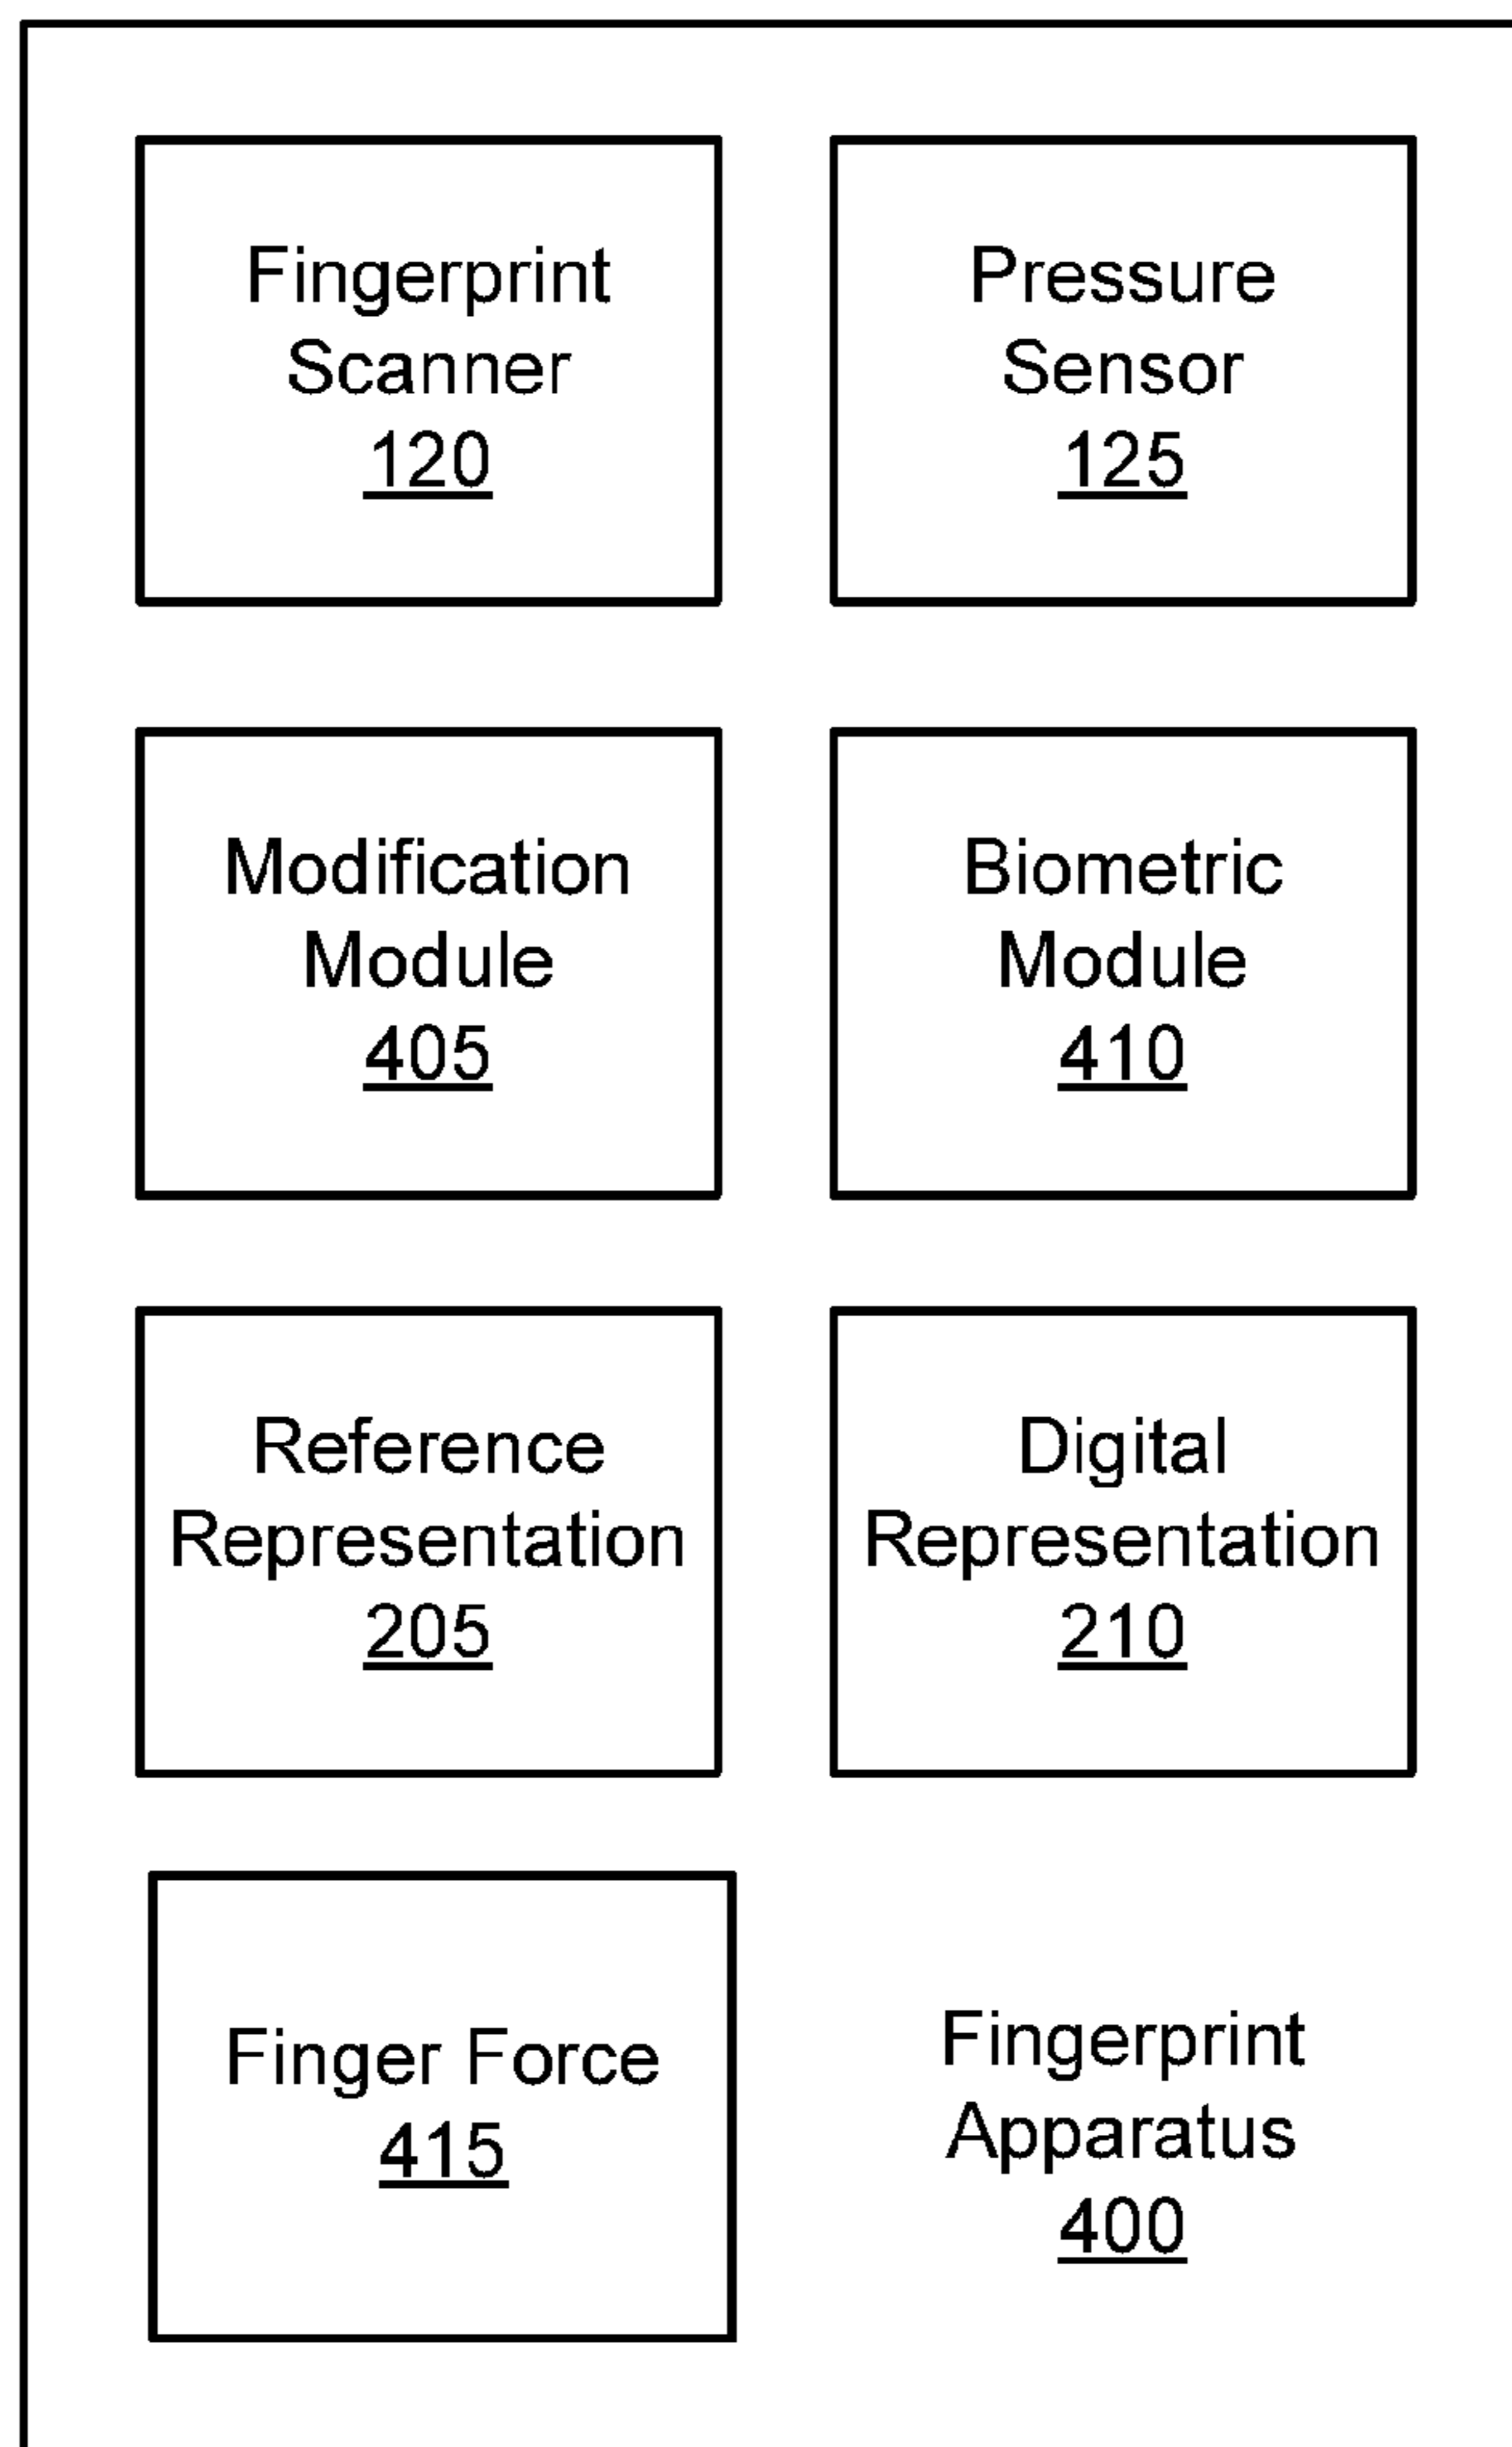 Fingerprint
Scanner
120
Pressure
Sensor
125
Modification
Module
405
Biometric
Module
410
Reference
Representation
205
Digital
Representation
210
Finger Force
415
Fingerprint
Apparatus
400